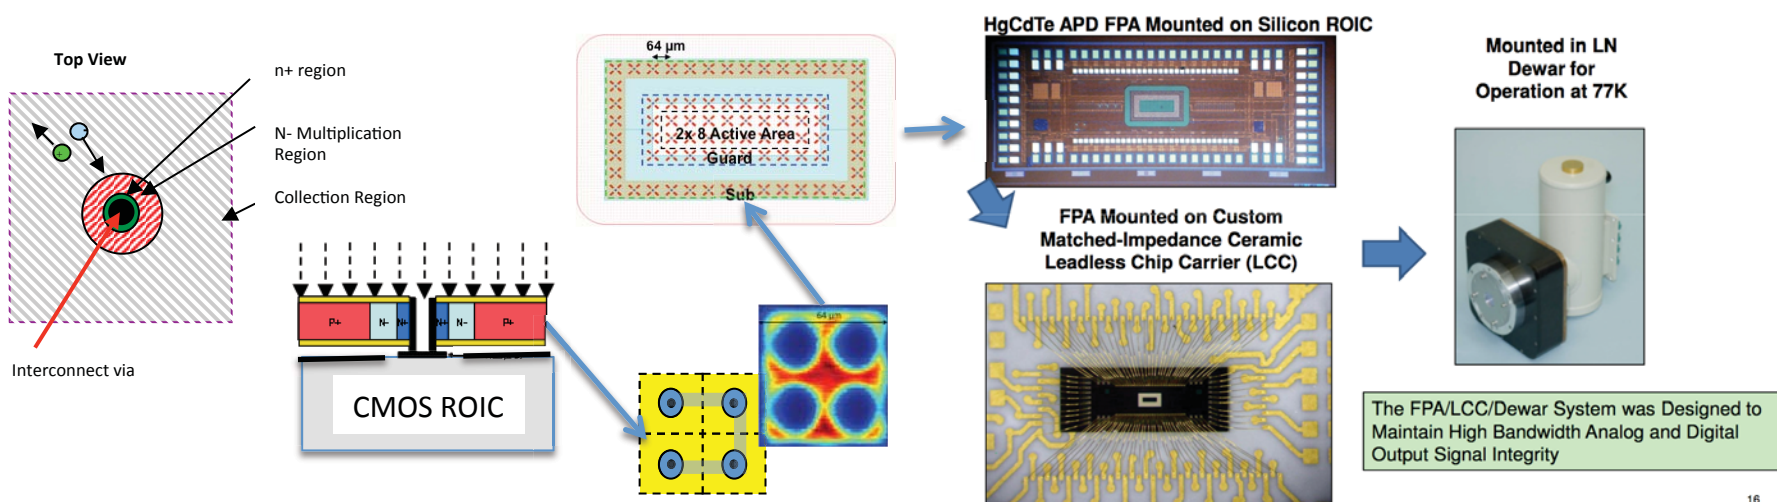 Top View
n+ region
N- Multiplication
Region
Collection Region
Interconnect via
P+
N-
N+
N-
P+
CMOS ROIC
64 µm
2x 8 Active Area
Guard
Sub
64 µm
HgCdTe APD FPA Mounted on Silicon ROIC
FPA Mounted on Custom
Matched-Impedance Ceramic
Leadless Chip Carrier (LCC)
Mounted in LN
Dewar for
Operation at 77K
The FPA/LCC/Dewar System was Designed to
Maintain High Bandwidth Analog and Digital
Output Signal Integrity
16